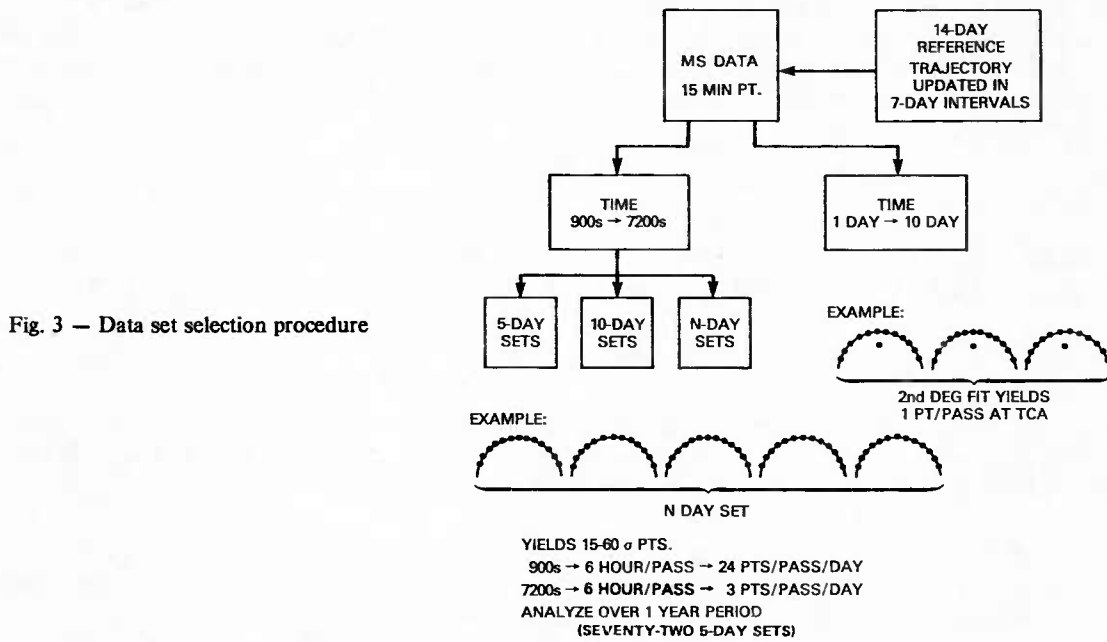 14-DAY
REFERENCE
TRAJECTORY
UPDATED IN
7-DAY INTERVALS
MS DATA
15 MIN PT.
TIME
900s → 7200s
TIME
1 DAY → 10 DAY
5-DAY
SETS
10-DAY
SETS
N-DAY
SETS
Fig. 3 — Data set selection procedure
EXAMPLE:
2nd DEG FIT YIELDS
1 PT/PASS AT TCA
EXAMPLE:
N DAY SET
YIELDS 15-60 σ PTS.
900s → 6 HOUR/PASS → 24 PTS/PASS/DAY
7200s → 6 HOUR/PASS → 3 PTS/PASS/DAY
ANALYZE OVER 1 YEAR PERIOD
(SEVENTY-TWO 5-DAY SETS)